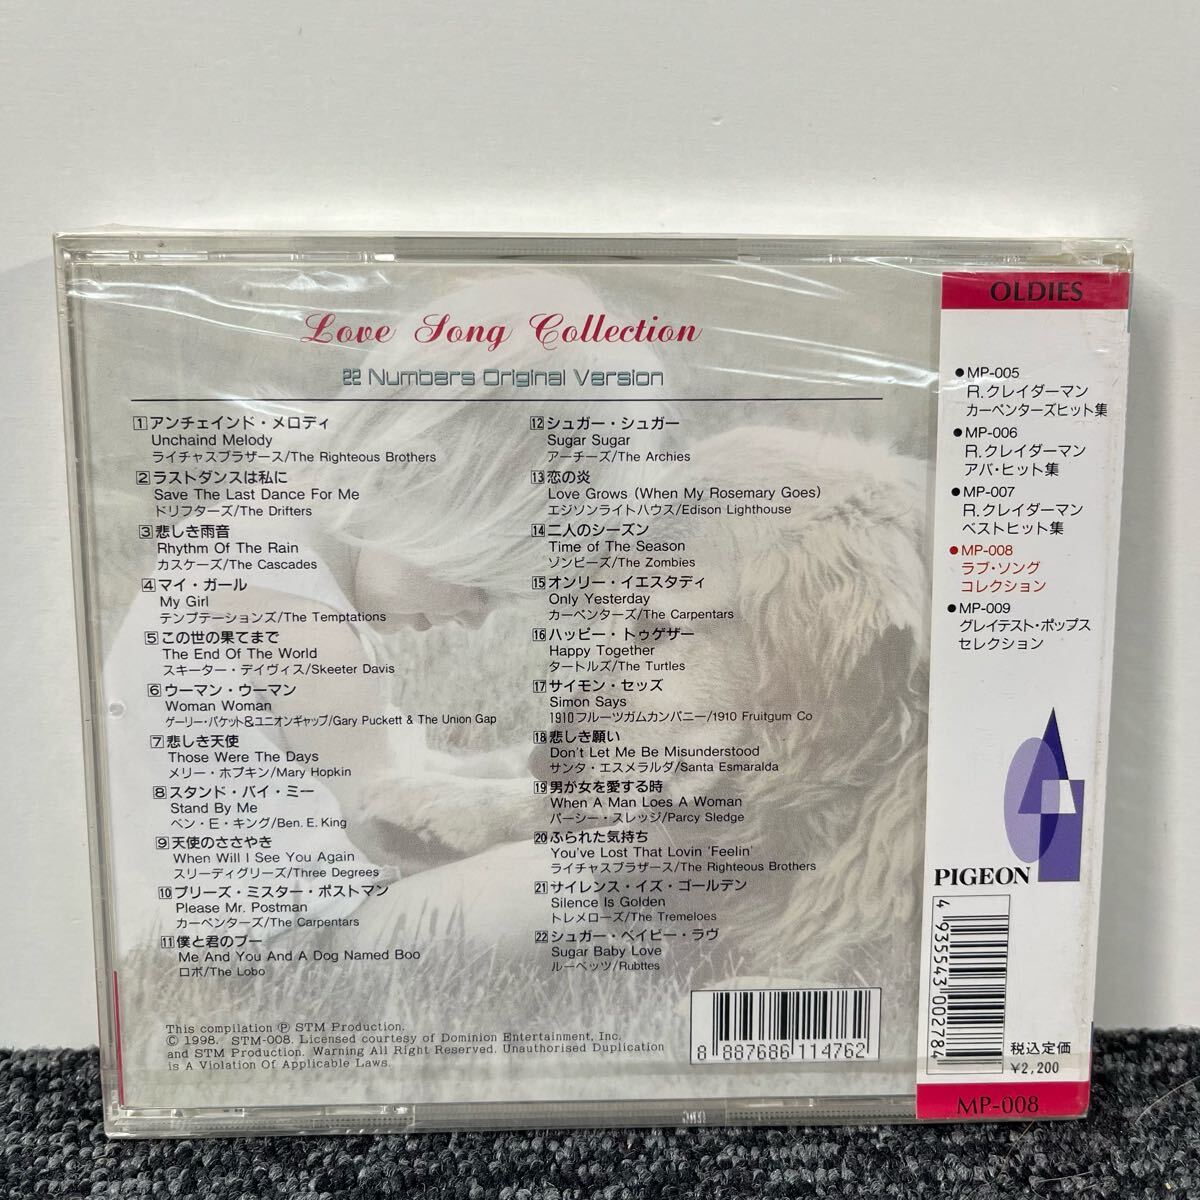 Love Song Collection
22 Numbers Original Version
1 アンチェインド・メロディ
Unchaind Melody
ライチャスブラザース/The Righteous Brothers
2 ラストダンスは私に
Save The Last Dance For Me
ドリフターズ/The Drifters
3 悲しき雨音
Rhythm Of The Rain
カスケーズ/The Cascades
4 マイ・ガール
My Girl
テンプテーションズ/The Temptations
5 この世の果てまで
The End Of The World
スキーター・デイヴィス/Skeeter Davis
6 ウーマン・ウーマン
Woman Woman
ゲーリー・パケット&ユニオンギャップ/Gary Puckett & The Union Gap
7 悲しき天使
Those Were The Days
メリー・ホプキン/Mary Hopkin
8 スタンド・バイ・ミー
Stand By Me
ベン・E・キング/Ben. E. King
9 天使のささやき
When Will I See You Again
スリーディグリーズ/Three Degrees
10 プリーズ・ミスター・ポストマン
Please Mr. Postman
カーペンターズ/The Carpentars
11 僕と君のブー
Me And You And A Dog Named Boo
ロボ/The Lobo
12 シュガー・シュガー
Sugar Sugar
アーチーズ/The Archies
13 恋の炎
Love Grows (When My Rosemary Goes)
エジソンライトハウス/Edison Lighthouse
14 二人のシーズン
Time of The Season
ゾンビーズ/The Zombies
15 オンリー・イエスタディ
Only Yesterday
カーペンターズ/The Carpentars
16 ハッピー・トゥゲザー
Happy Together
タートルズ/The Turtles
17 サイモン・セッズ
Simon Says
1910フルーツガムカンパニー/1910 Fruitgum Co
18 悲しき願い
Don't Let Me Be Misunderstood
サンタ・エスメラルダ/Santa Esmaralda
19 男が女を愛する時
When A Man Loes A Woman
パーシー・スレッジ/Parcy Sledge
20 ふられた気持ち
You've Lost That Lovin 'Feelin'
ライチャスブラザース/The Righteous Brothers
21 サイレンス・イズ・ゴールデン
Silence Is Golden
トレメローズ/The Tremeloes
22 シュガー・ベイビー・ラヴ
Sugar Baby Love
ルーベッツ/Rubttes
This compilation Ⓟ STM Production.
© 1998. STM-008. Licensed courtesy of Dominion Entertainment, Inc.
and STM Production. Warning All Right Reserved. Unauthorised Duplication
is A Violation Of Applicable Laws.
8 887686 114762
OLDIES
●MP-005
R.クレイダーマン
カーペンターズヒット集
●MP-006
R.クレイダーマン
アバ・ヒット集
●MP-007
R.クレイダーマン
ベストヒット集
●MP-008
ラブ・ソング
コレクション
●MP-009
グレイテスト・ポップス
セレクション
PIGEON
4 935543 002784
税込定価
¥2,200
MP-008